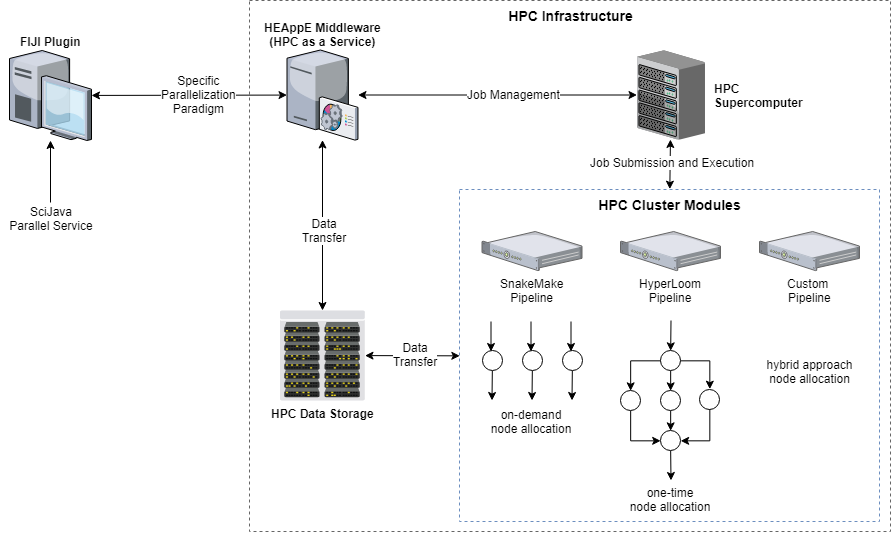 HPC Infrastructure
FIJI Plugin
HEAppE Middleware
(HPC as a Service)
Specific
Parallelization
Paradigm
Job Management
HPC
Supercomputer
Job Submission and Execution
SciJava
Parallel Service
Data
Transfer
HPC Cluster Modules
SnakeMake
Pipeline
HyperLoom
Pipeline
Custom
Pipeline
Data
Transfer
HPC Data Storage
on-demand
node allocation
hybrid approach
node allocation
one-time
node allocation